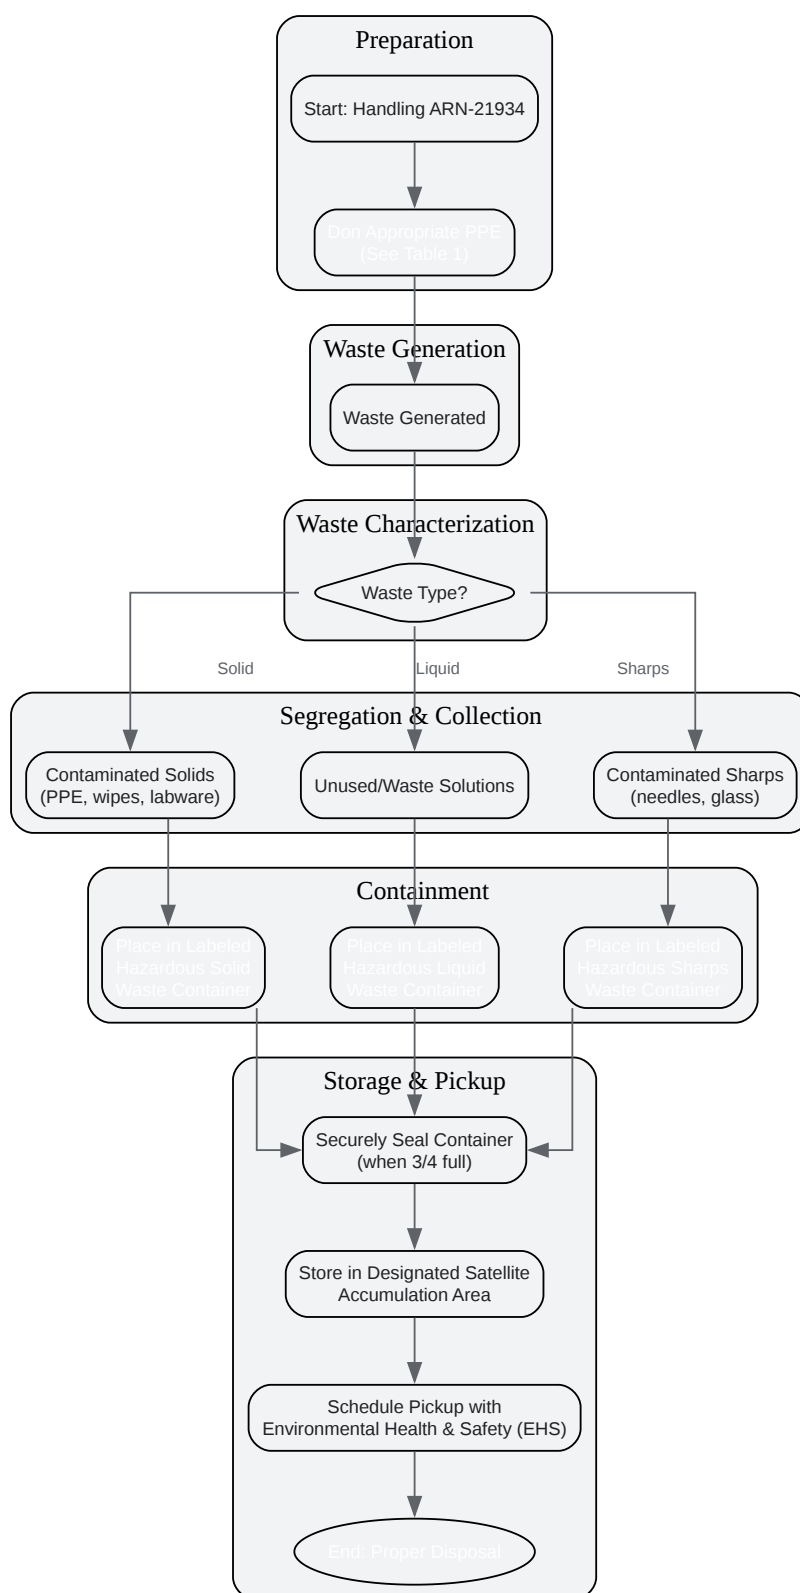 Preparation
Start: Handling ARN-21934
Don Appropriate PPE
(See Table 1)
Waste Generation
Waste Generated
Waste Characterization
Waste Type?
Solid
Liquid
Sharps
Segregation & Collection
Contaminated Solids
(PPE, wipes, labware)
Unused/Waste Solutions
Contaminated Sharps
(needles, glass)
Containment
Place in Labeled
Hazardous Solid
Waste Container
Place in Labeled
Hazardous Liquid
Waste Container
Place in Labeled
Hazardous Sharps
Waste Container
Storage & Pickup
Securely Seal Container
(when 3/4 full)
Store in Designated Satellite
Accumulation Area
Schedule Pickup with
Environmental Health & Safety (EHS)
End: Proper Disposal